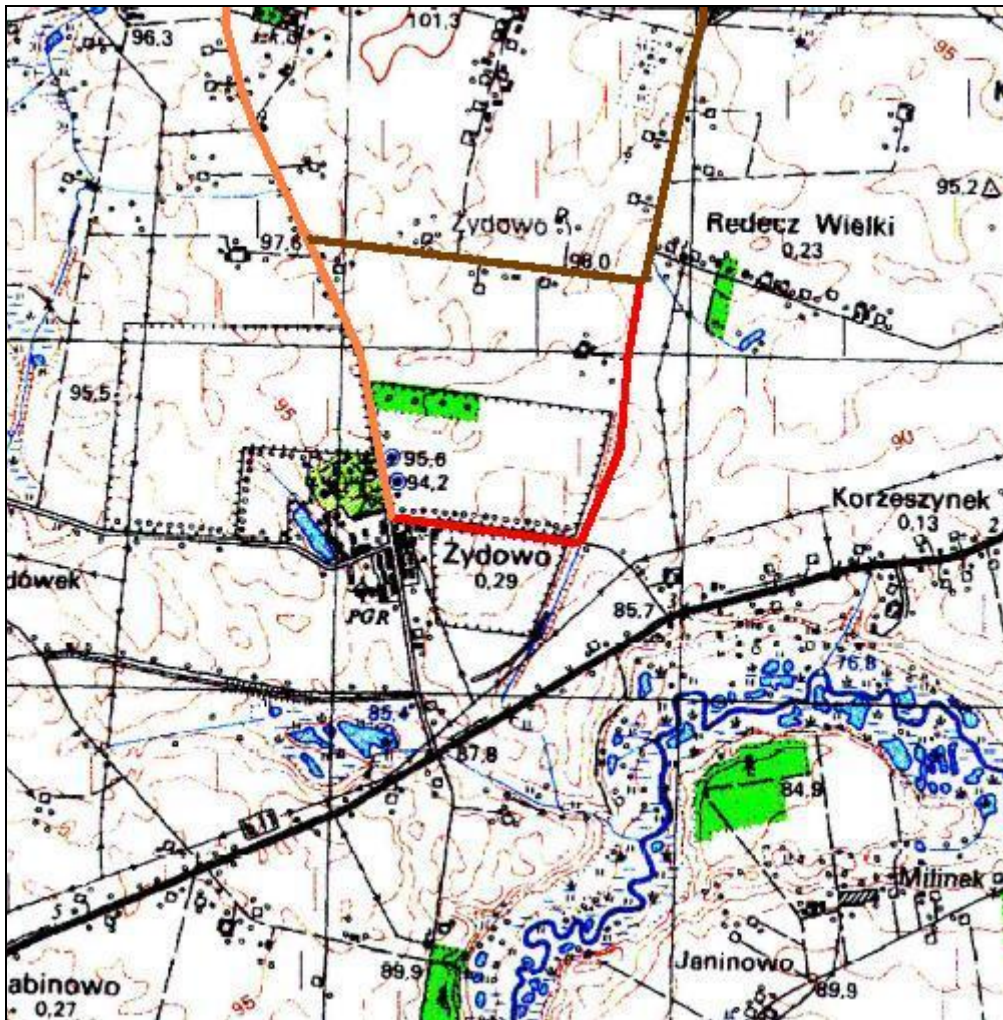 96.3
101,3
95
97.6
Żydowo
98.0
Redecz Wielki
0,23
95.2
95,5
95
90
95,6
94,2
Korzeszynek
0.13
2
Żydowo
0,29
dówek
PGR
85.7
76,8
85.4
87.8
84,9
5
Milinek
abinowo
0,27
95
89,9
Janinowo
89,9